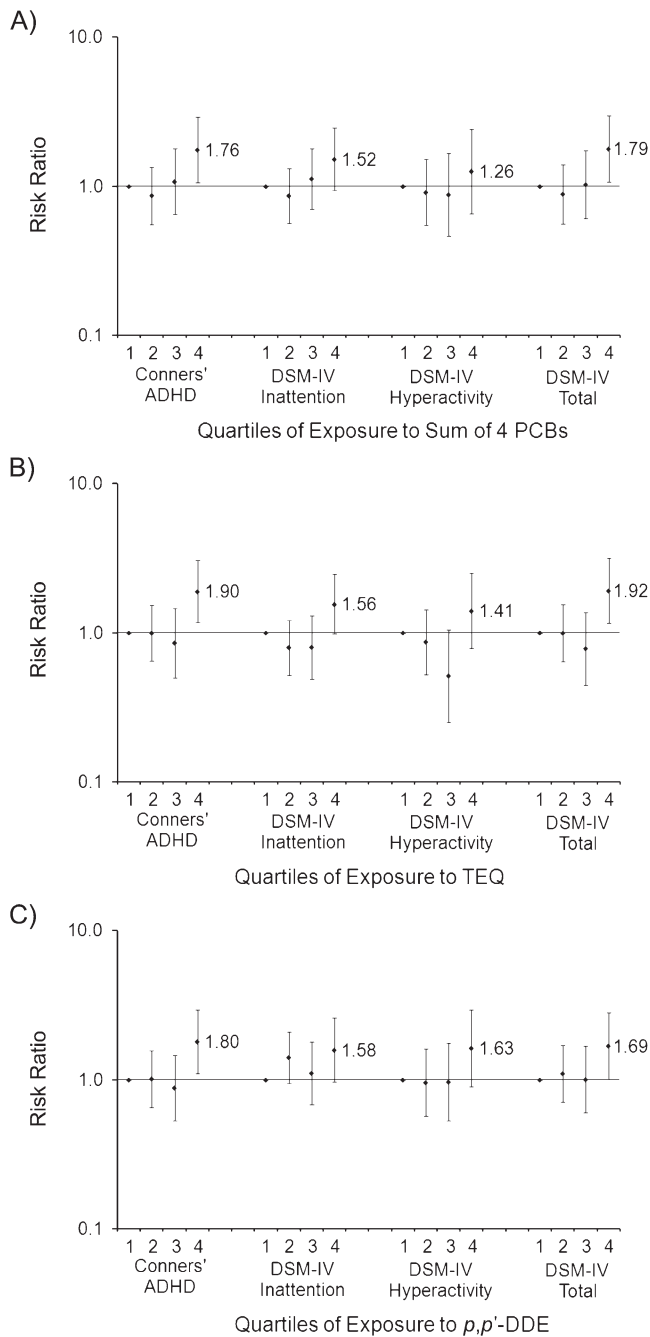 A)
10.0
1.0
0.1
Risk Ratio
1.76
1.52
1.26
1.79
1 2 3 4 1 2 3 4 1 2 3 4 1 2 3 4
Conners' DSM-IV DSM-IV DSM-IV
ADHD Inattention Hyperactivity Total
Quartiles of Exposure to Sum of 4 PCBs
B)
10.0
1.0
0.1
Risk Ratio
1.90
1.56
1.41
1.92
1 2 3 4 1 2 3 4 1 2 3 4 1 2 3 4
Conners' DSM-IV DSM-IV DSM-IV
ADHD Inattention Hyperactivity Total
Quartiles of Exposure to TEQ
C)
10.0
1.0
0.1
Risk Ratio
1.80
1.58
1.63
1.69
1 2 3 4 1 2 3 4 1 2 3 4 1 2 3 4
Conners' DSM-IV DSM-IV DSM-IV
ADHD Inattention Hyperactivity Total
Quartiles of Exposure to p,p'-DDE